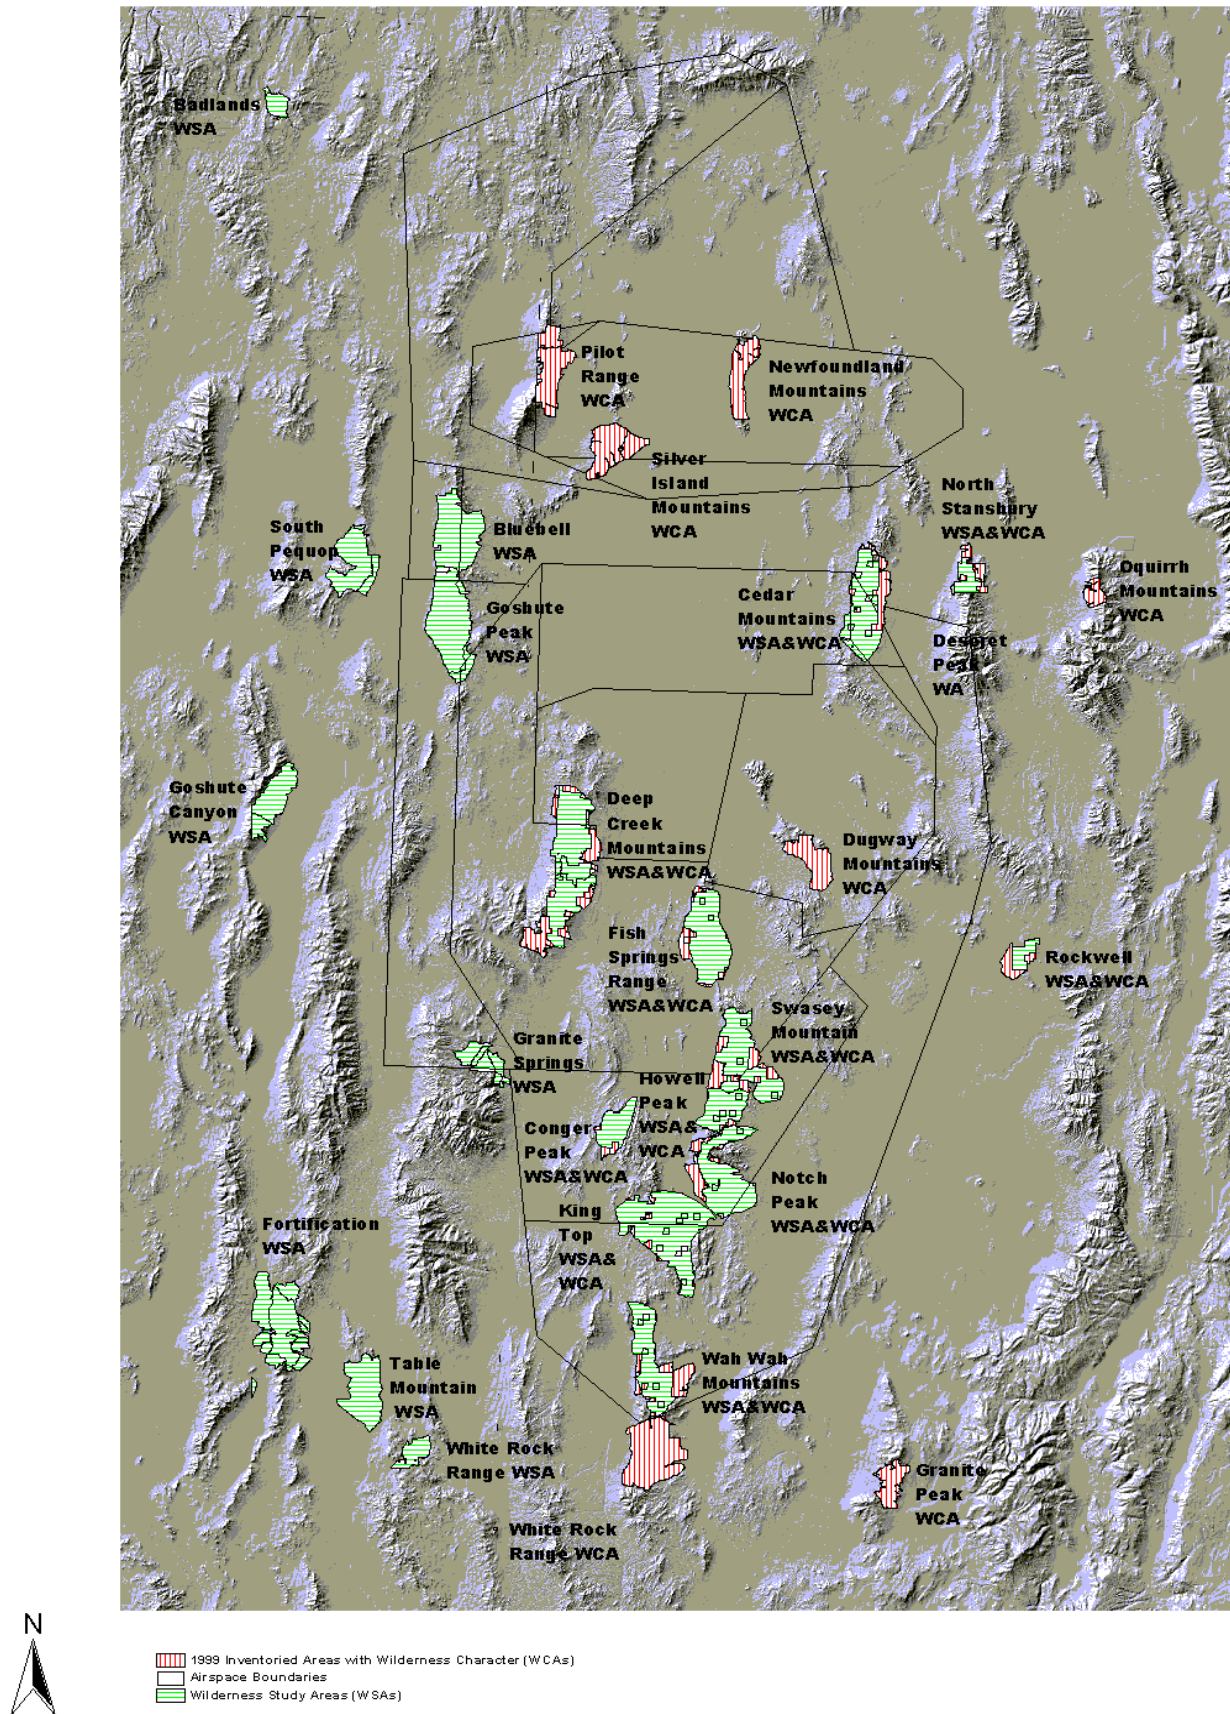 Badlands
WSA
Pilot
Range
WCA
Newfoundland
Mountains
WCA
Silver
Island
Mountains
WCA
North
Stansbury
WSA&WCA
South
Pequop
WSA
Bluebell
WSA
Goshute
Peak
WSA
Cedar
Mountains
WSA&WCA
Oquirrh
Mountains
WCA
Deseret
Peak
WA
Goshute
Canyon
WSA
Deep
Creek
Mountains
WSA&WCA
Dugway
Mountains
WCA
Fish
Springs
Range
WSA&WCA
Rockwell
WSA&WCA
Swasey
Mountain
WSA&WCA
Granite
Springs
WSA
Howell
Peak
WSA&
WCA
Conger
Peak
WSA&WCA
Notch
Peak
WSA&WCA
King
Top
WSA&
WCA
Fortification
WSA
Table
Mountain
WSA
Wah Wah
Mountains
WSA&WCA
White Rock
Range WSA
Granite
Peak
WCA
White Rock
Range WCA
N
1999 Inventoried Areas with Wilderness Character (WCAs)
Airspace Boundaries
Wilderness Study Areas (WSAs)